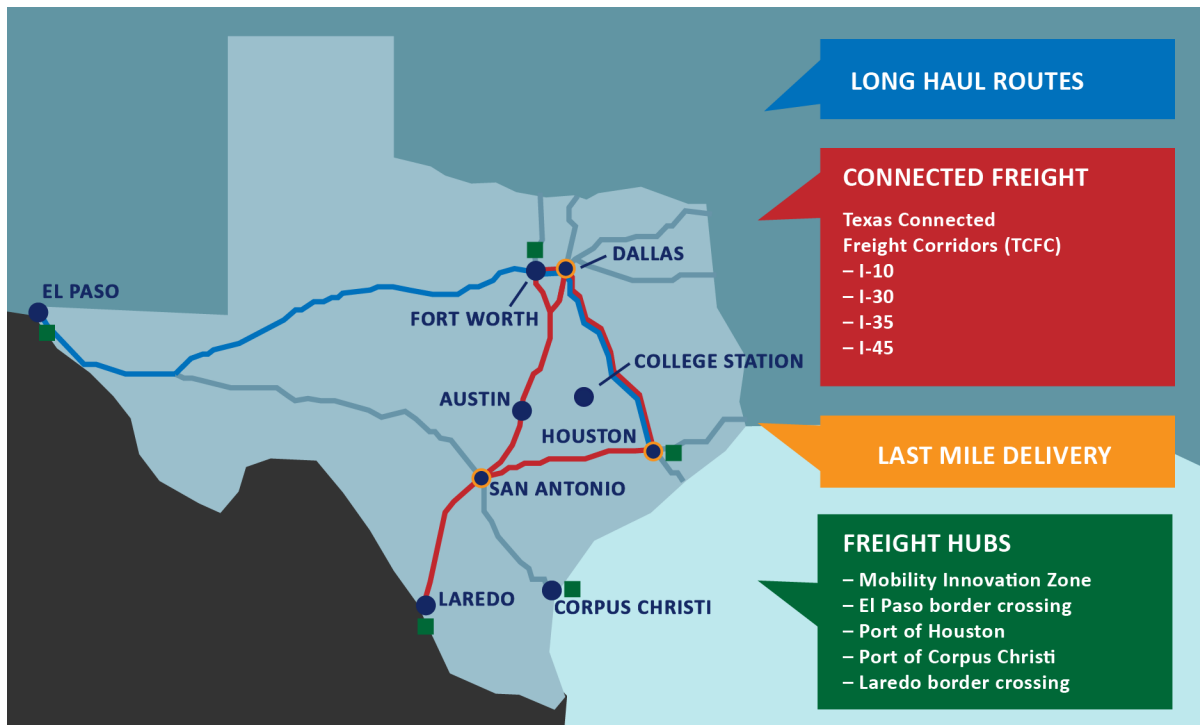 LONG HAUL ROUTES
CONNECTED FREIGHT
Texas Connected
Freight Corridors (TCFC)
– I-10
– I-30
– I-35
– I-45
LAST MILE DELIVERY
FREIGHT HUBS
– Mobility Innovation Zone
– El Paso border crossing
– Port of Houston
– Port of Corpus Christi
– Laredo border crossing
DALLAS
EL PASO
FORT WORTH
COLLEGE STATION
AUSTIN
HOUSTON
SAN ANTONIO
LAREDO
CORPUS CHRISTI